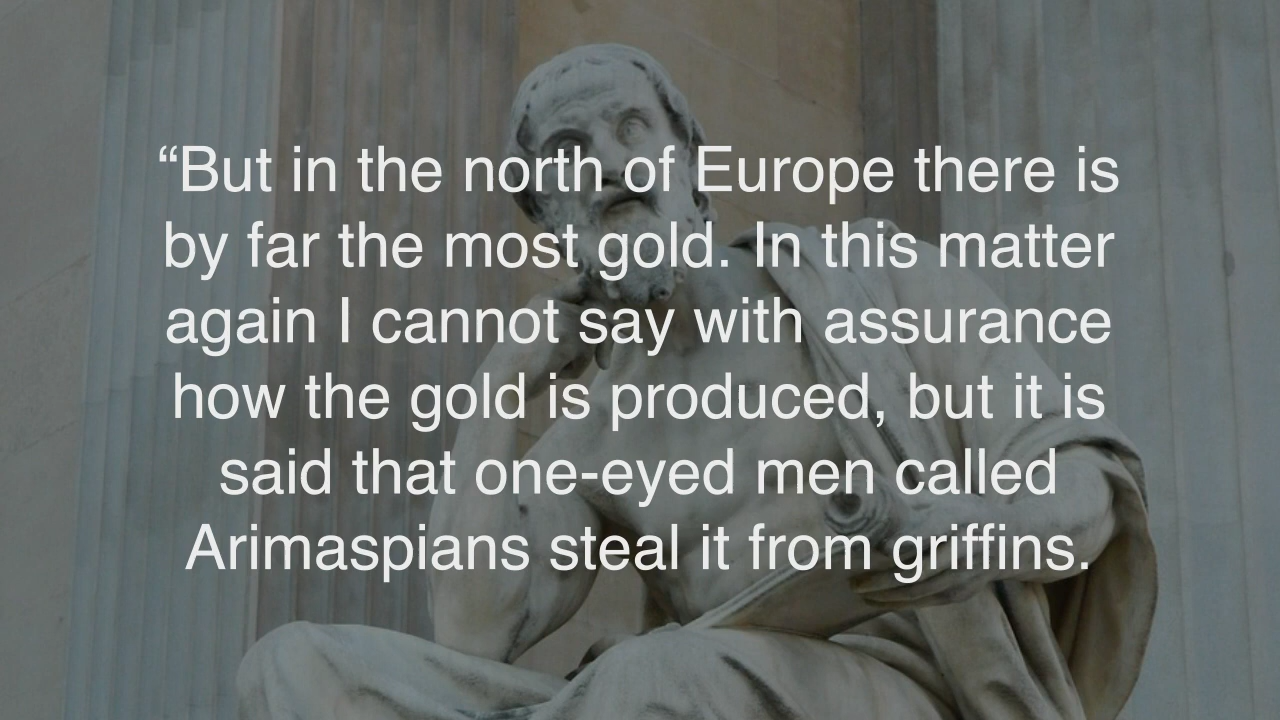 “But in the north of Europe there is
by far the most gold. In this matter
again I cannot say with assurance
how the gold is produced, but it is
said that one-eyed men called
Arimaspians steal it from griffins.